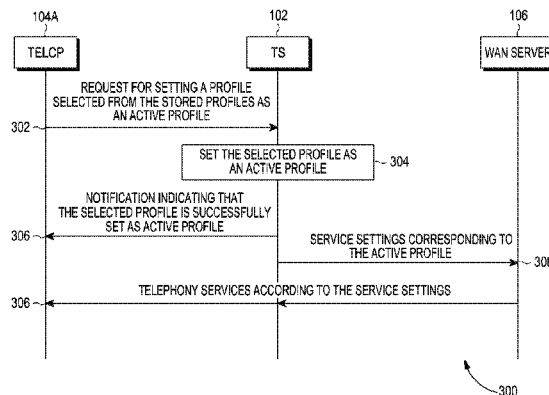 104A
102
106
TELCP
TS
WAN SERVER
REQUEST FOR SETTING A PROFILE
SELECTED FROM THE STORED PROFILES AS
AN ACTIVE PROFILE
302
SET THE SELECTED PROFILE AS
AN ACTIVE PROFILE
304
NOTIFICATION INDICATING THAT
THE SELECTED PROFILE IS SUCCESSFULLY
SET AS ACTIVE PROFILE
306
SERVICE SETTINGS CORRESPONDING TO
THE ACTIVE PROFILE
306
TELEPHONY SERVICES ACCORDING TO THE SERVICE SETTINGS
306
300